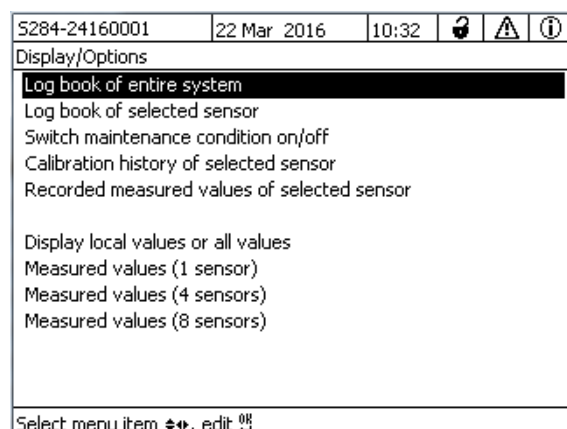 S284-24160001 22 Mar 2016 10:32
Display/Options
Log book of entire system
Log book of selected sensor
Switch maintenance condition on/off
Calibration history of selected sensor
Recorded measured values of selected sensor
Display local values or all values
Measured values (1 sensor)
Measured values (4 sensors)
Measured values (8 sensors)
Select menu item, edit OK